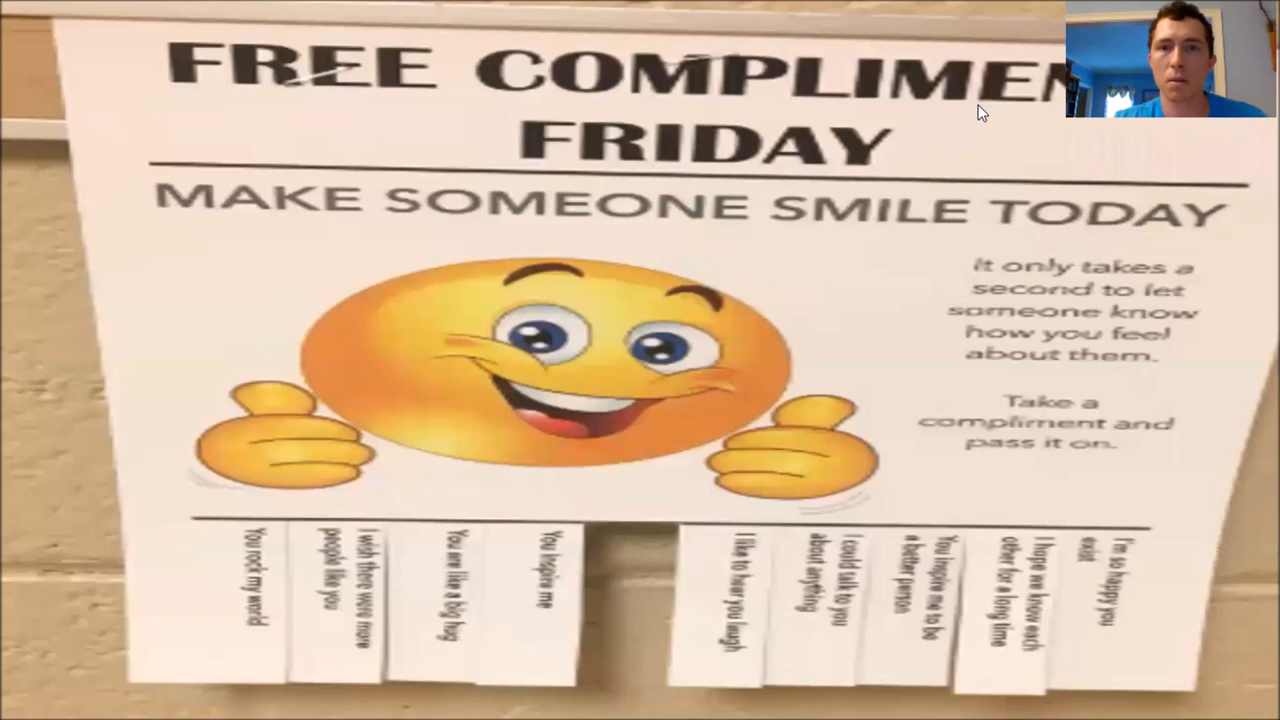 FREE COMPLIMEN
FRIDAY
MAKE SOMEONE SMILE TODAY
It only takes a
second to let
someone know
how you feel
about them.
Take a
compliment and
pass it on.
You rock my world
I wish there were more
people like you
You are like a big hug
You inspire me
I like to hear you laugh
I could talk to you
about anything
You inspire me to be
a better person
I hope we know each
other for a long time
I'm so happy you
exist